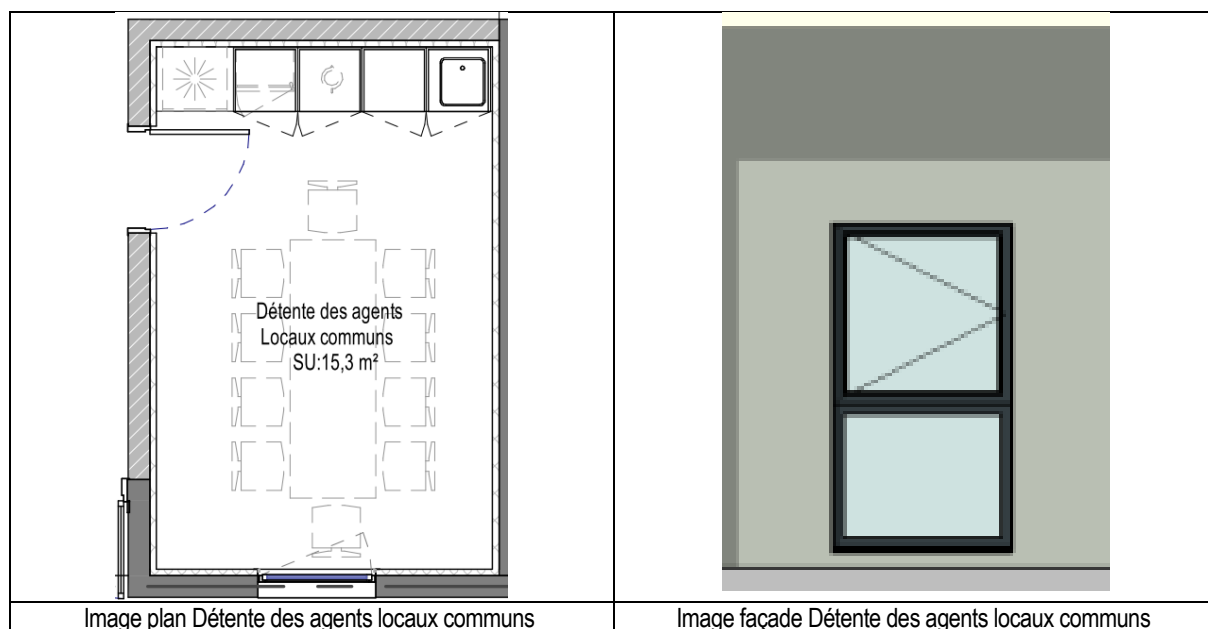 Détente des agents
Locaux communs
SU:15,3 m²
Image plan Détente des agents locaux communs
Image façade Détente des agents locaux communs